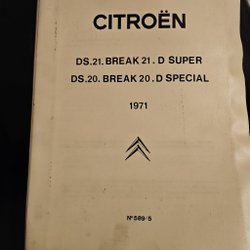 CITROËN
DS.21.BREAK 21.D SUPER
DS.20.BREAK 20.D SPECIAL
1971
N° 589/5